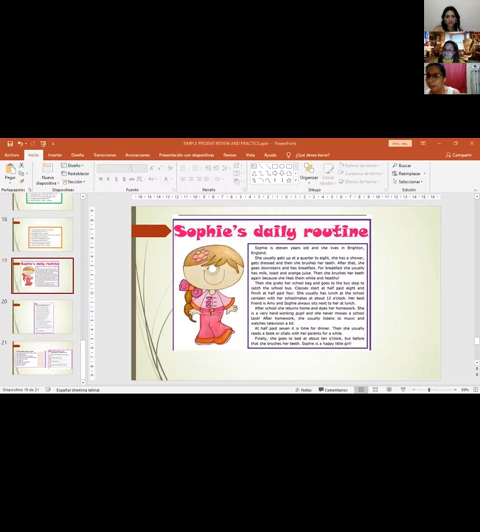 SIMPLE PRESENT REVIEW AND PRACTICE.pptx - PowerPoint
Archivo Inicio Insertar Diseño Transiciones Animaciones Presentación con diapositivas Revisar Vista Ayuda ¿Qué desea hacer? Compartir
Pegar
Nueva diapositiva
Diseño
Restablecer
Sección
Organizar
Buscar
Reemplazar
Seleccionar
Portapapeles
Diapositivas
Fuente
Párrafo
Dibujo
Edición
18
19
20
21
Sophie's daily routine
Sophie is eleven years old and she lives in Brighton,
England.
She usually gets up at a quarter to eight, she has a shower,
gets dressed and then she brushes her teeth. After that, she
goes downstairs and has breakfast. For breakfast she usually
has milk, toast and orange juice. Then she brushes her teeth
again because she likes them white and healthy!
Then she grabs her school bag and goes to the bus stop to
catch the school bus. Classes start at half past eight and
finish at half past four. She usually has lunch at the school
canteen with her schoolmates at about 12 o'clock. Her best
friend is Amy and Sophie always sits next to her at lunch.
After school she returns home and does her homework. She
is a very hard-working pupil and she never misses a school
task! After homework, she usually listens to music and
watches television a bit.
At half past seven it is time for dinner. Then she usually
reads a book or chats with her parents for a while.
Finally, she goes to bed at about ten o'clock, but before
that she brushes her teeth. Sophie is a happy little girl!
Diapositiva 19 de 21 Español (América latina) Notas Comentarios 69%